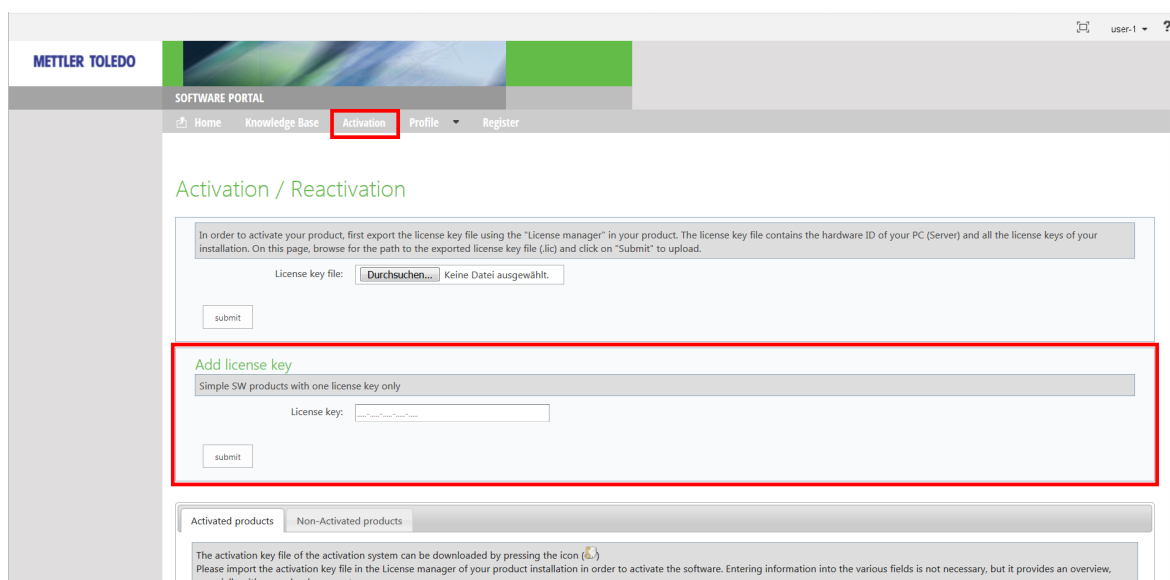 user-1
?
METTLER TOLEDO
SOFTWARE PORTAL
Home Knowledge Base Activation Profile Register
Activation / Reactivation
In order to activate your product, first export the license key file using the "License manager" in your product. The license key file contains the hardware ID of your PC (Server) and all the license keys of your
installation. On this page, browse for the path to the exported license key file (.lic) and click on "Submit" to upload.
License key file: Durchsuchen... Keine Datei ausgewählt.
submit
Add license key
Simple SW products with one license key only
License key: .....-.....-.....-.....-.....
submit
Activated products Non-Activated products
The activation key file of the activation system can be downloaded by pressing the icon ( )
Please import the activation key file in the License manager of your product installation in order to activate the software. Entering information into the various fields is not necessary, but it provides an overview,